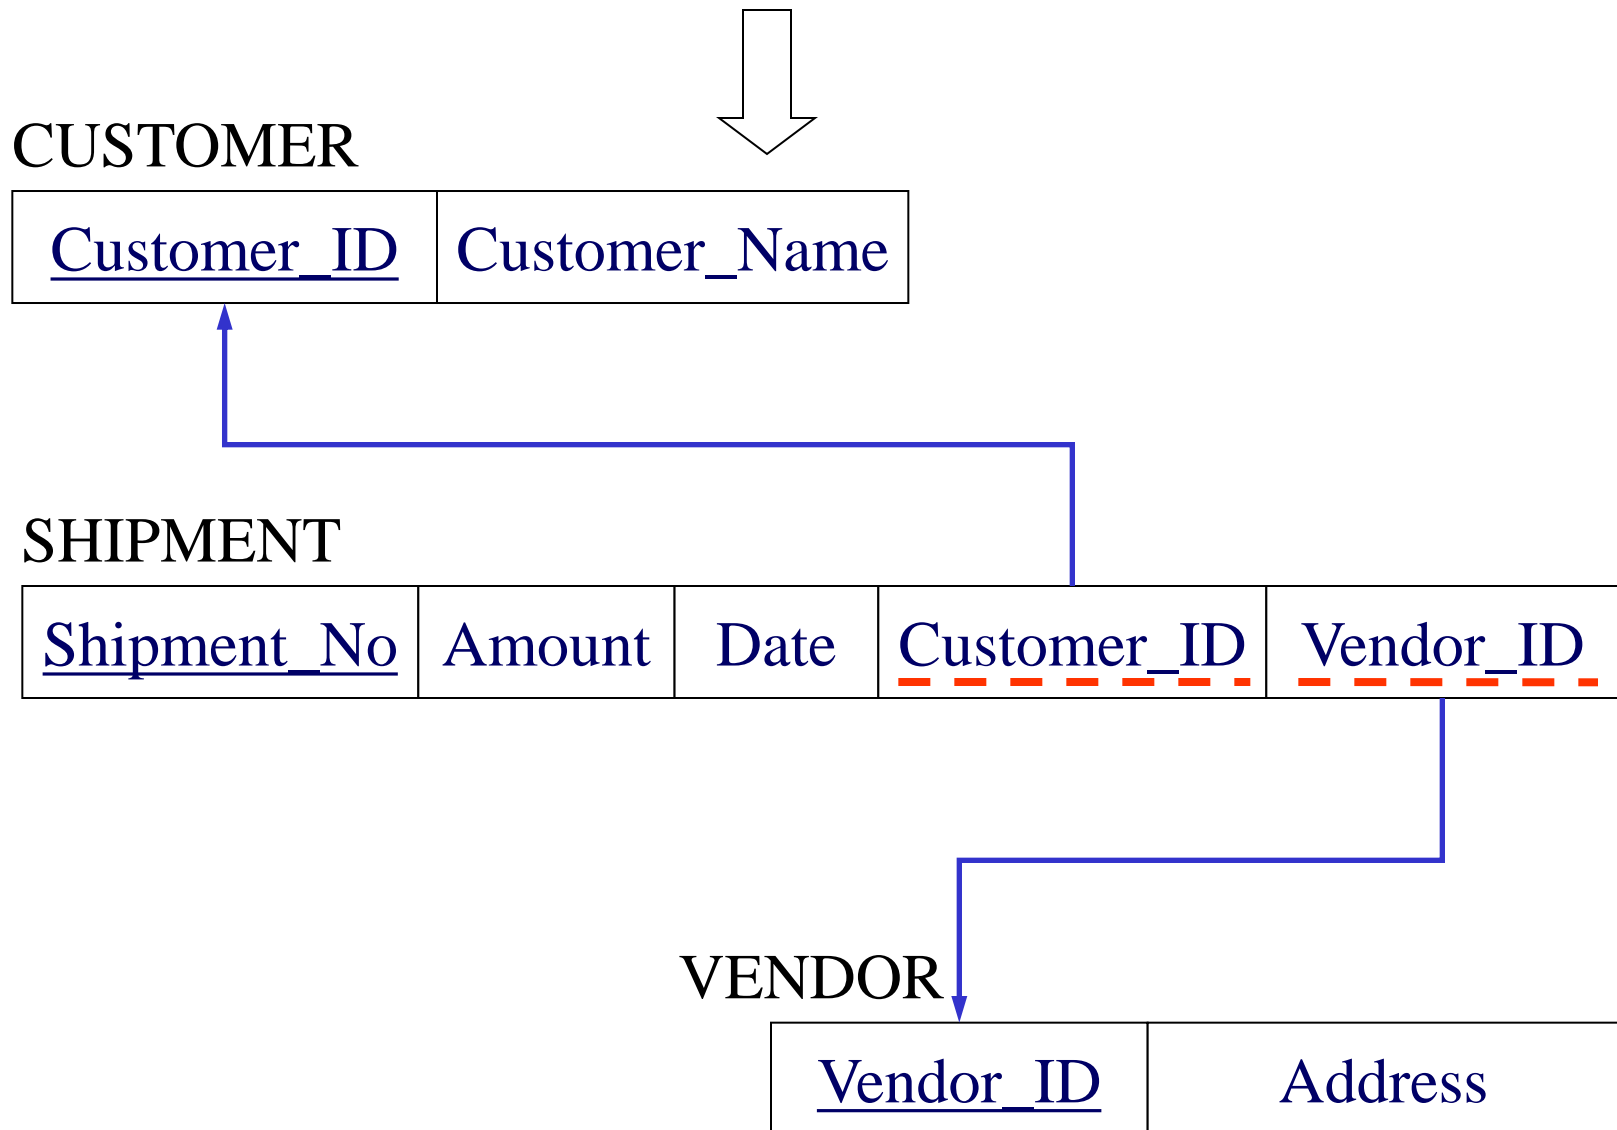 CUSTOMER
Customer_ID Customer_Name
SHIPMENT
Shipment_No Amount Date Customer_ID Vendor_ID
VENDOR
Vendor_ID Address